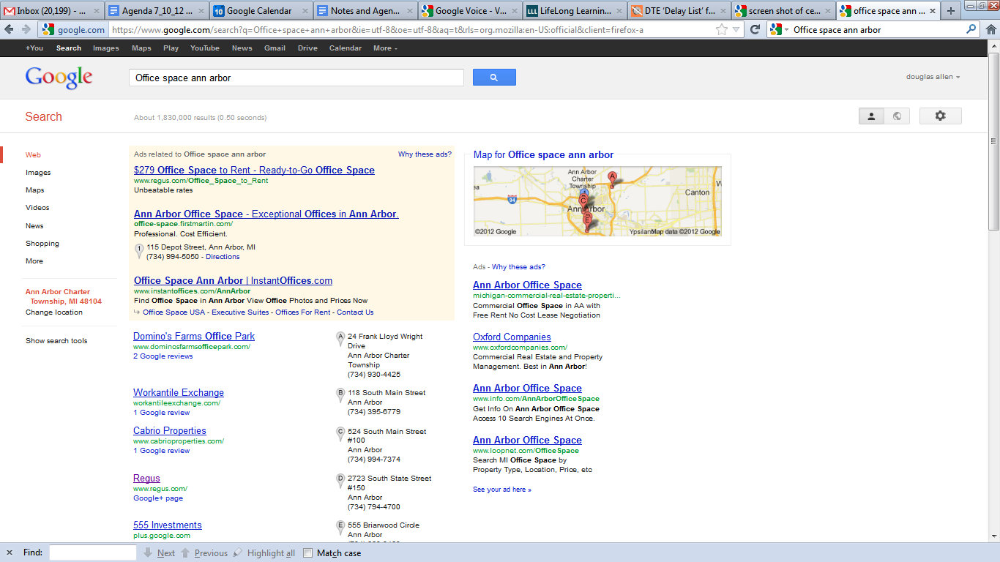 Inbox (20,199) - ...
Agenda 7_10_12 ...
10 Google Calendar
Notes and Agen...
Google Voice - V...
LLL LifeLong Learnin...
DTE 'Delay List' f...
screen shot of ce...
office space ann ...
google.com
https://www.google.com/search?q=Office+space+ann+arbor&ie=utf-8&oe=utf-8&aq=t&rls=org.mozilla:en-US:official&client=firefox-a
Office space ann arbor
+You Search Images Maps Play YouTube News Gmail Drive Calendar More
Google
Office space ann arbor
douglas allen
Search
About 1,830,000 results (0.50 seconds)
Web
Images
Maps
Videos
News
Shopping
More
Ann Arbor Charter
Township, MI 48104
Change location
Show search tools
Ads related to Office space ann arbor
Why these ads?
$279 Office Space to Rent - Ready-to-Go Office Space
www.regus.com/Office_Space_to_Rent
Unbeatable rates
Ann Arbor Office Space - Exceptional Offices in Ann Arbor.
office-space.firstmartin.com/
Professional. Cost Efficient.
1 115 Depot Street, Ann Arbor, MI
(734) 994-5050 - Directions
Office Space Ann Arbor | InstantOffices.com
www.instantoffices.com/AnnArbor
Find Office Space in Ann Arbor View Office Photos and Prices Now
Office Space USA - Executive Suites - Offices For Rent - Contact Us
Domino's Farms Office Park
www.dominosfarmsofficepark.com/
2 Google reviews
A 24 Frank Lloyd Wright
Drive
Ann Arbor Charter
Township
(734) 930-4425
Workantile Exchange
workantileexchange.com/
1 Google review
B 118 South Main Street
Ann Arbor
(734) 395-6779
Cabrio Properties
www.cabrioproperties.com/
1 Google review
C 524 South Main Street
#100
Ann Arbor
(734) 994-7374
Regus
www.regus.com/
Google+ page
D 2723 South State Street
#150
Ann Arbor
(734) 794-4700
555 Investments
plus.google.com
E 555 Briarwood Circle
Ann Arbor
Map for Office space ann arbor
Ann Arbor
Charter
Township
A
94
C
Ann Arbor
E
Canton
©2012 Google
Map data ©2012 Google
Ads - Why these ads?
Ann Arbor Office Space
michigan-commercial-real-estate-properti...
Commercial Office Space in AA with
Free Rent No Cost Lease Negotiation
Oxford Companies
www.oxfordcompanies.com/
Commercial Real Estate and Property
Management. Best in Ann Arbor!
Ann Arbor Office Space
www.info.com/AnnArborOfficeSpace
Get Info On Ann Arbor Office Space
Access 10 Search Engines At Once.
Ann Arbor Office Space
www.loopnet.com/OfficeSpace
Search MI Office Space by
Property Type, Location, Price, etc
See your ad here »
Find:
Next
Previous
Highlight all
Match case